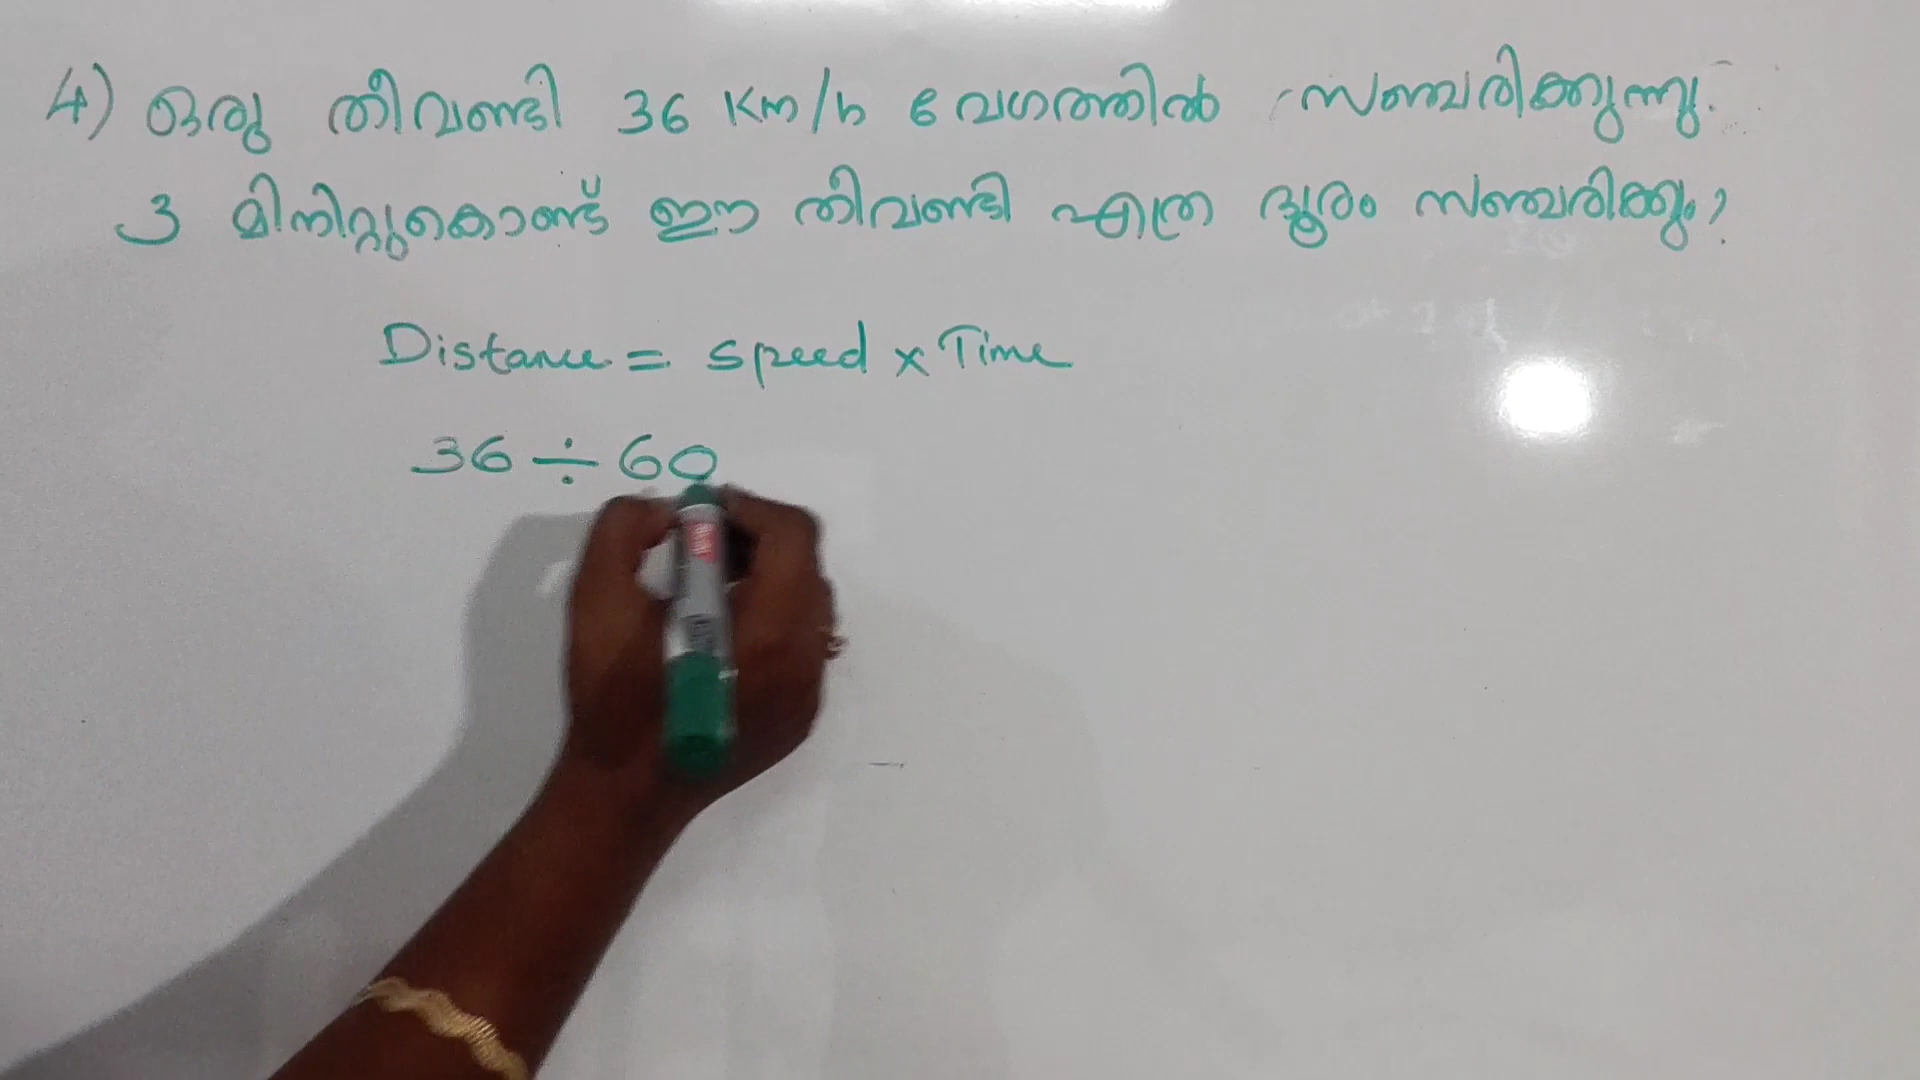 4) ഒരു തീവണ്ടി 36 Km/h വേഗത്തിൽ സഞ്ചരിക്കുന്നു.
3 മിനിറ്റുകൊണ്ട് ഈ തീവണ്ടി എത്ര ദൂരം സഞ്ചരിക്കും?
Distance = Speed × Time
36 ÷ 60